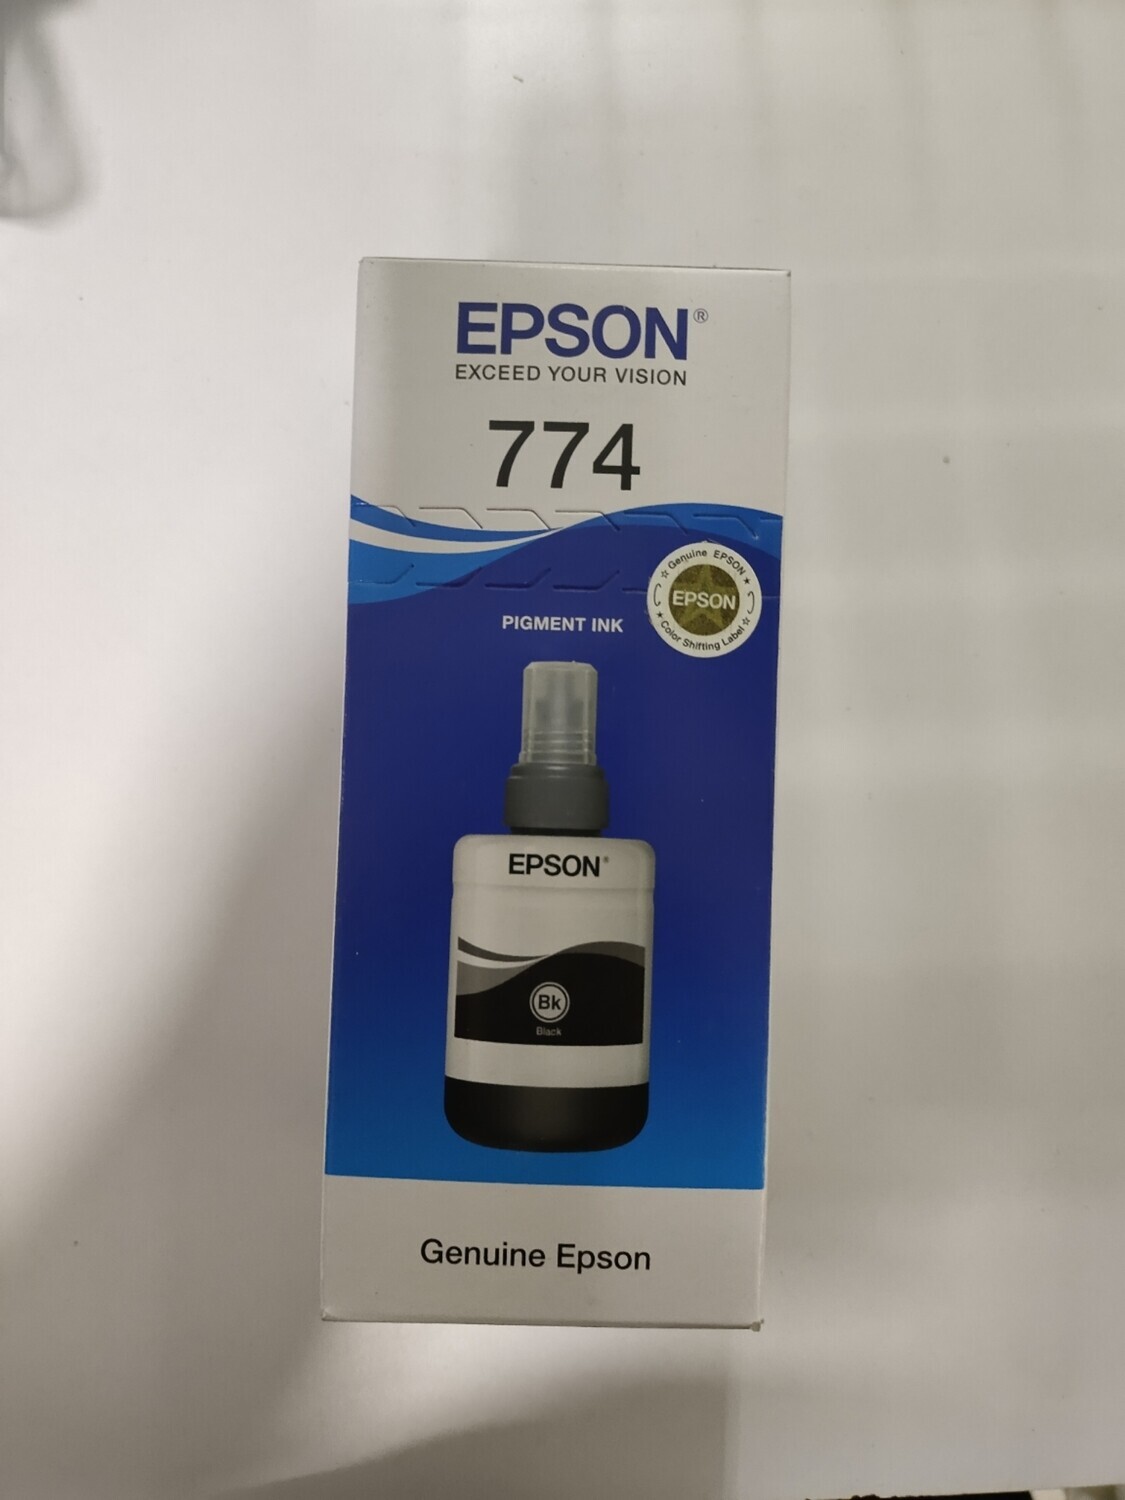 EPSON®
EXCEED YOUR VISION
774
☆ Genuine EPSON ★
EPSON
★ Color Shifting Label ☆
PIGMENT INK
EPSON®
Bk
Black
Genuine Epson